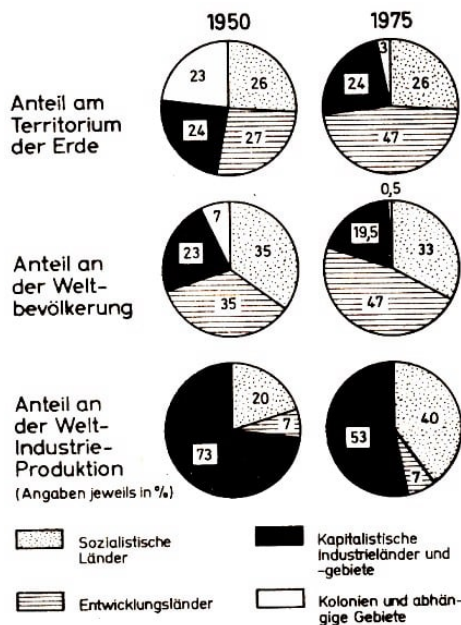 1950
1975
Anteil am
Territorium
der Erde
23
26
24
27
3
24
26
47
Anteil an
der Welt-
bevölkerung
7
23
35
35
0,5
19,5
33
47
Anteil an
der Welt-
Industrie-
Produktion
(Angaben jeweils in %)
20
7
73
40
53
7
Sozialistische
Länder
Kapitalistische
Industrieländer und
-gebiete
Entwicklungsländer
Kolonien und abhän-
gige Gebiete